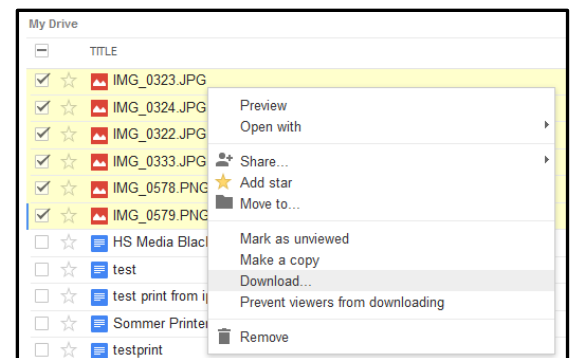 My Drive
TITLE
IMG_0323.JPG
IMG_0324.JPG
IMG_0322.JPG
IMG_0333.JPG
IMG_0578.PNG
IMG_0579.PNG
HS Media
test
test print from
Sommer
testprint
Preview
Open with
Share...
Add star
Move to...
Mark as unviewed
Make a copy
Download...
Prevent viewers from downloading
Remove